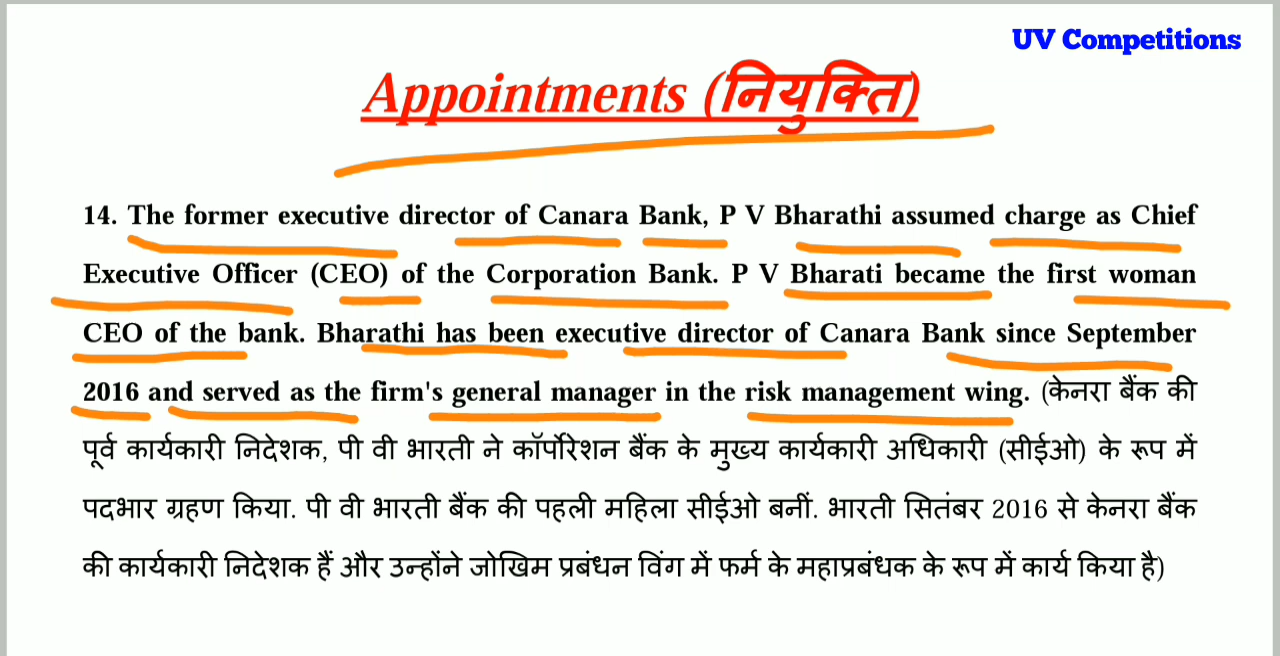 UV Competitions
Appointments (नियुक्ति)
14. The former executive director of Canara Bank, P V Bharathi assumed charge as Chief
Executive Officer (CEO) of the Corporation Bank. P V Bharati became the first woman
CEO of the bank. Bharathi has been executive director of Canara Bank since September
2016 and served as the firm's general manager in the risk management wing. (केनरा बैंक की
पूर्व कार्यकारी निदेशक, पी वी भारती ने कॉर्पोरेशन बैंक के मुख्य कार्यकारी अधिकारी (सीईओ) के रूप में
पदभार ग्रहण किया. पी वी भारती बैंक की पहली महिला सीईओ बनीं. भारती सितंबर 2016 से केनरा बैंक
की कार्यकारी निदेशक हैं और उन्होंने जोखिम प्रबंधन विंग में फर्म के महाप्रबंधक के रूप में कार्य किया है)